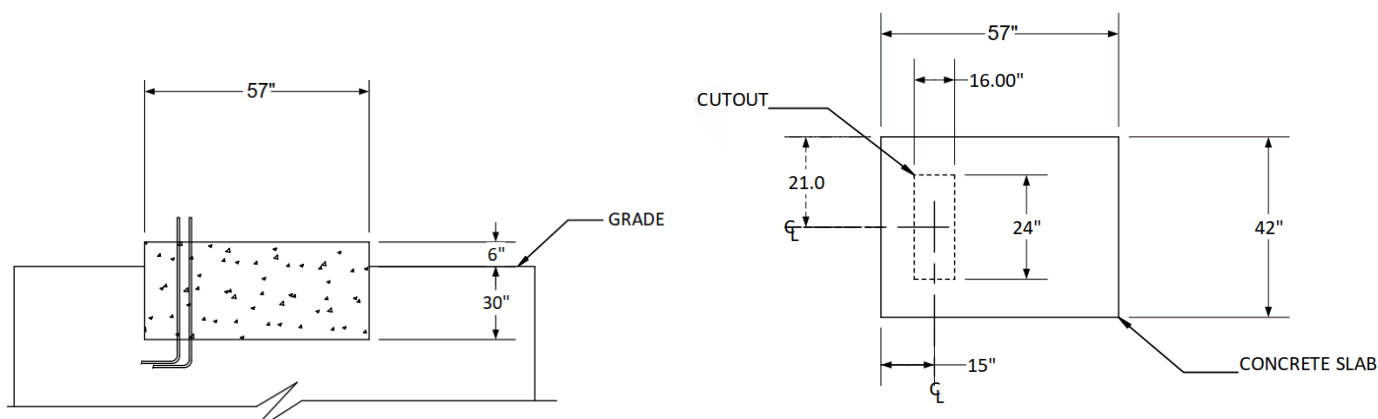 57"
GRADE
6"
30"
57"
16.00"
CUTOUT
21.0
24"
42"
CL
15"
CL
CONCRETE SLAB